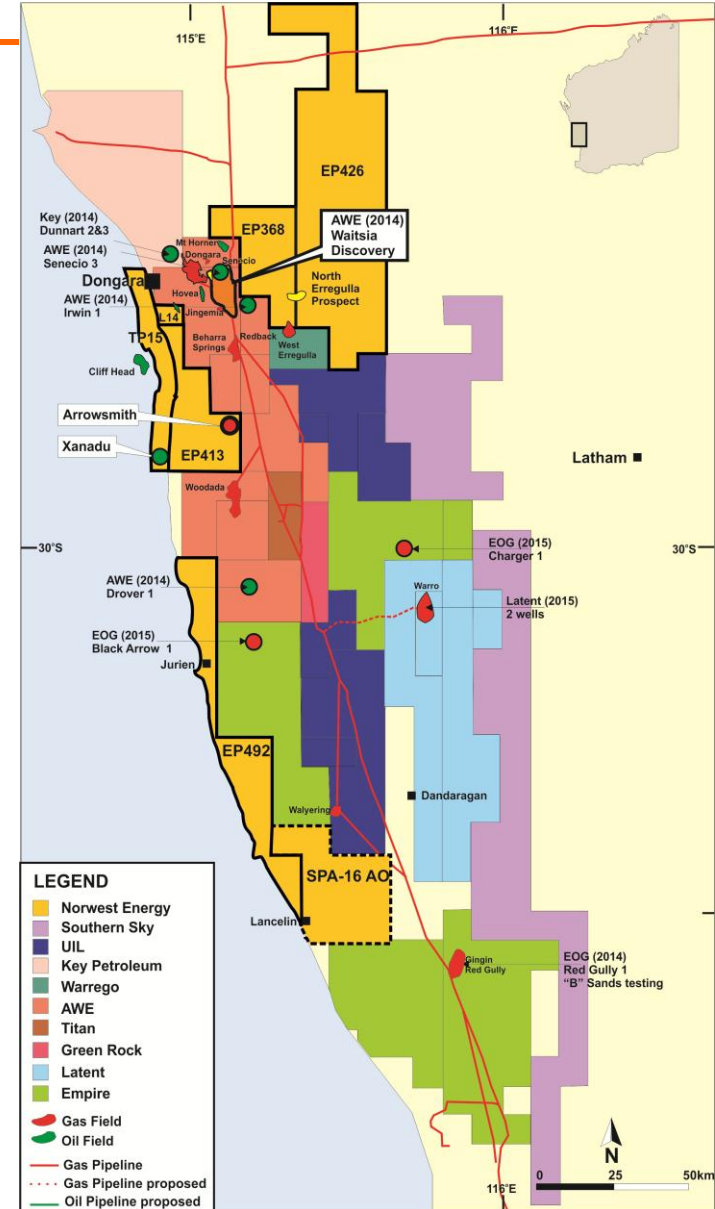 115°E
116°E
EP426
EP368
AWE (2014)
Waitsia
Discovery
Key (2014)
Dunnart 2&3
AWE (2014)
Senecio 3
Mt Horner
Dongara
Senecio
Dongara
North
Erregulla
Prospect
AWE (2014)
Irwin 1
Hovea
Jingemia
L14
TP15
Redback
Beharra
Springs
West
Erregulla
Cliff Head
Arrowsmith
Xanadu
EP413
Latham
Woodada
30°S
30°S
EOG (2015)
Charger 1
AWE (2014)
Drover 1
Warro
Latent (2015)
2 wells
EOG (2015)
Black Arrow 1
Jurien
EP492
Dandaragan
Walyering
SPA-16 AO
Lancelin
Gingin
Red Gully
EOG (2014)
Red Gully 1
“B” Sands testing
LEGEND
Norwest Energy
Southern Sky
UIL
Key Petroleum
Warrego
AWE
Titan
Green Rock
Latent
Empire
Gas Field
Oil Field
Gas Pipeline
Gas Pipeline proposed
Oil Pipeline proposed
N
0 25 50km
116°E